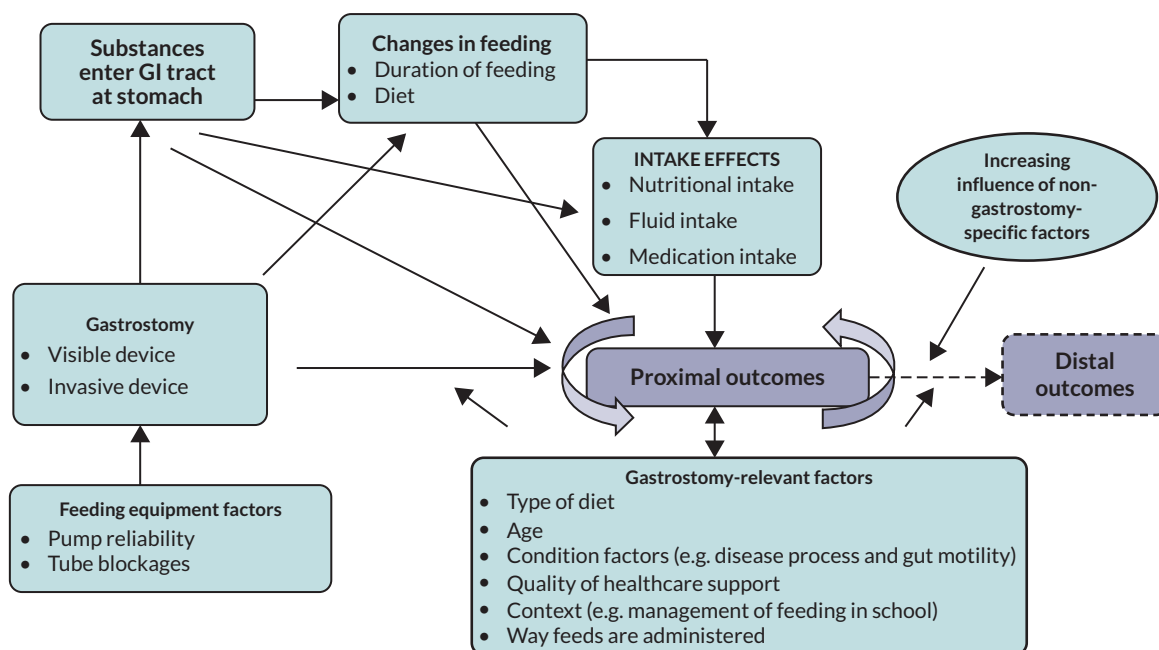 Substances
enter GI tract
at stomach
Changes in feeding
• Duration of feeding
• Diet
INTAKE EFFECTS
• Nutritional intake
• Fluid intake
• Medication intake
Increasing
influence of non-
gastrostomy-
specific factors
Gastrostomy
• Visible device
• Invasive device
Proximal outcomes
Distal
outcomes
Feeding equipment factors
• Pump reliability
• Tube blockages
Gastrostomy-relevant factors
• Type of diet
• Age
• Condition factors (e.g. disease process and gut motility)
• Quality of healthcare support
• Context (e.g. management of feeding in school)
• Way feeds are administered